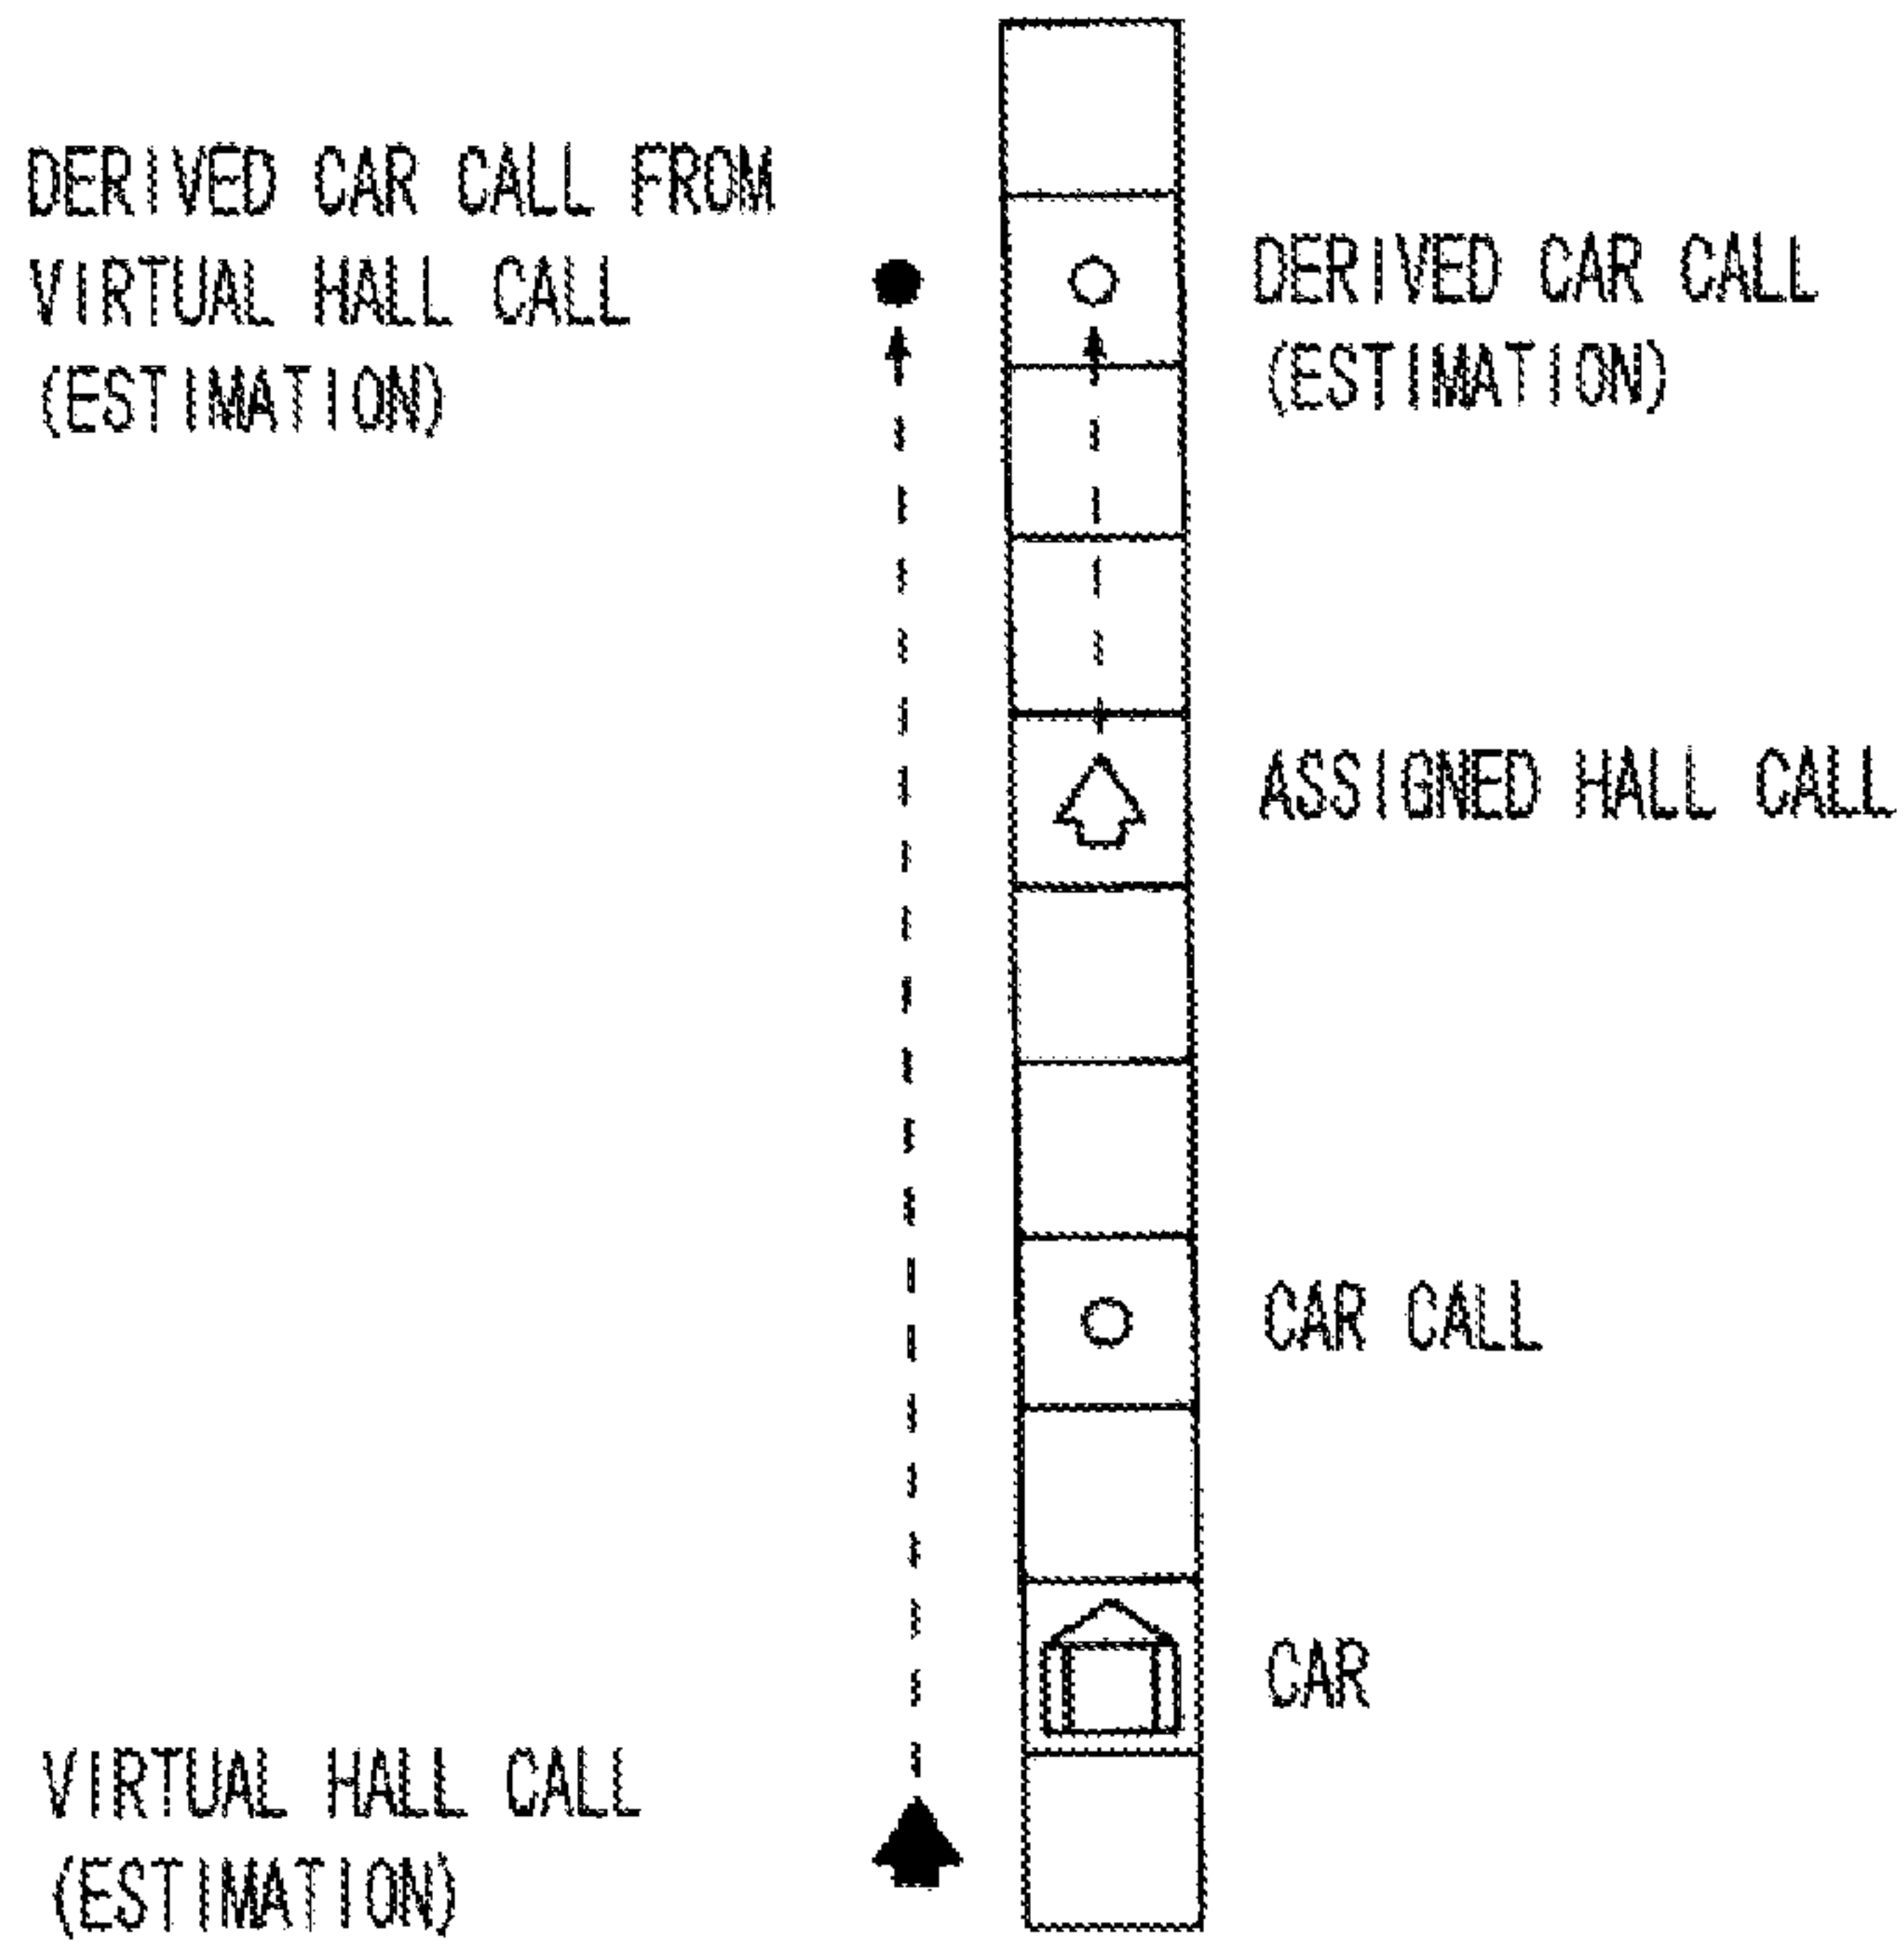 DERIVED CAR CALL FROM
VIRTUAL HALL CALL
(ESTIMATION)
DERIVED CAR CALL
(ESTIMATION)
ASSIGNED HALL CALL
CAR CALL
CAR
VIRTUAL HALL CALL
(ESTIMATION)